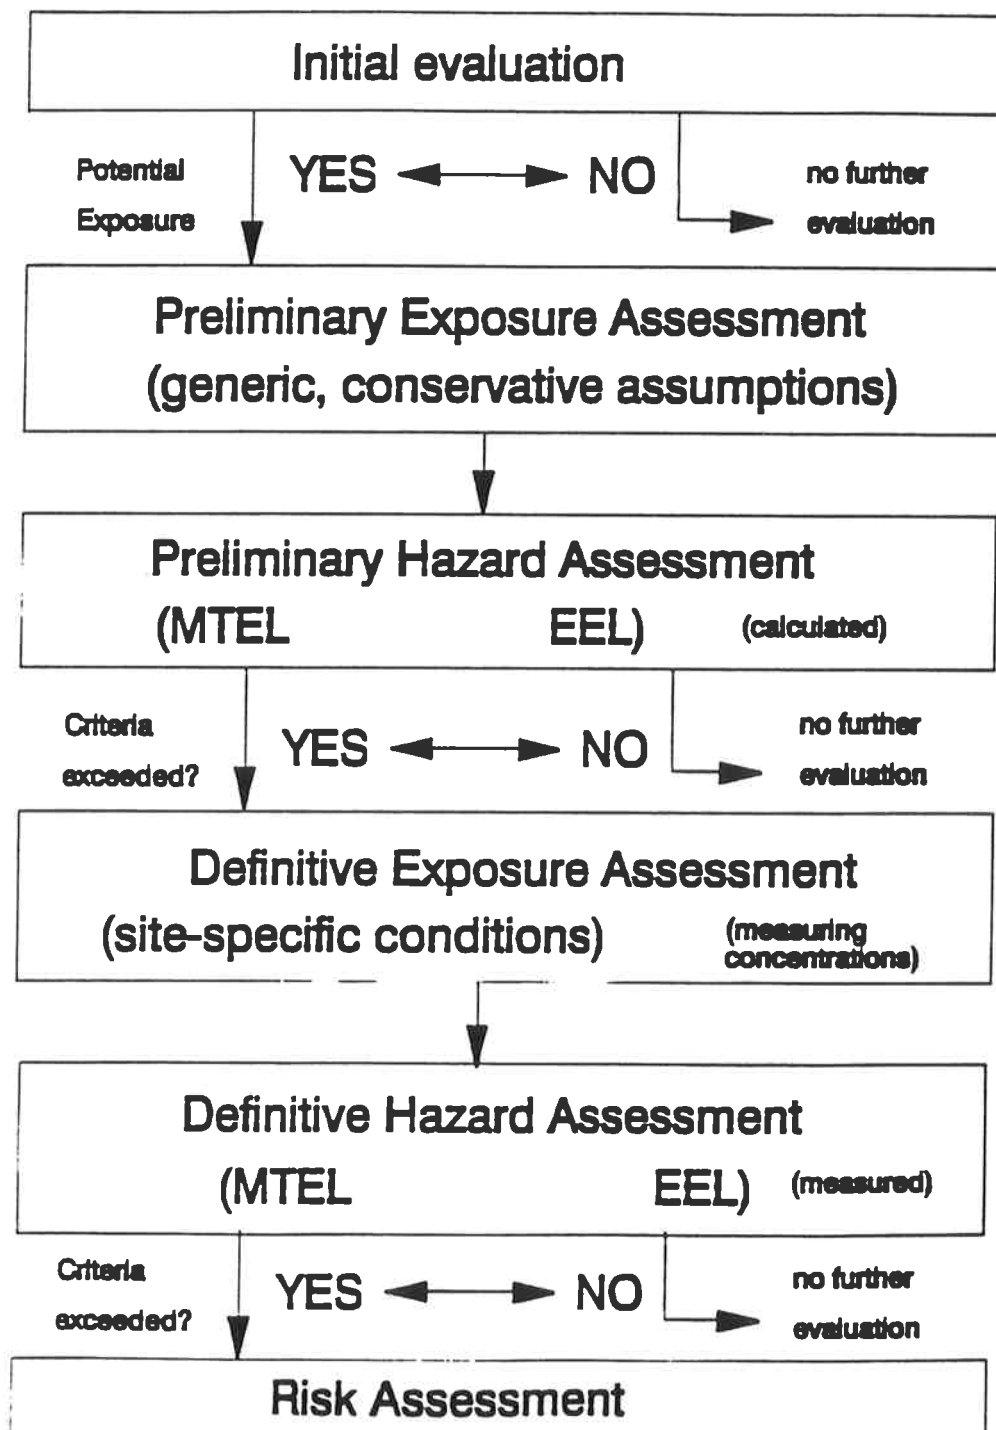 Initial evaluation
Potential
Exposure
YES
NO
no further
evaluation
Preliminary Exposure Assessment
(generic, conservative assumptions)
Preliminary Hazard Assessment
(MTEL EEL) (calculated)
Criteria
exceeded?
YES
NO
no further
evaluation
Definitive Exposure Assessment
(site-specific conditions)
(measuring
concentrations)
Definitive Hazard Assessment
(MTEL EEL) (measured)
Criteria
exceeded?
YES
NO
no further
evaluation
Risk Assessment